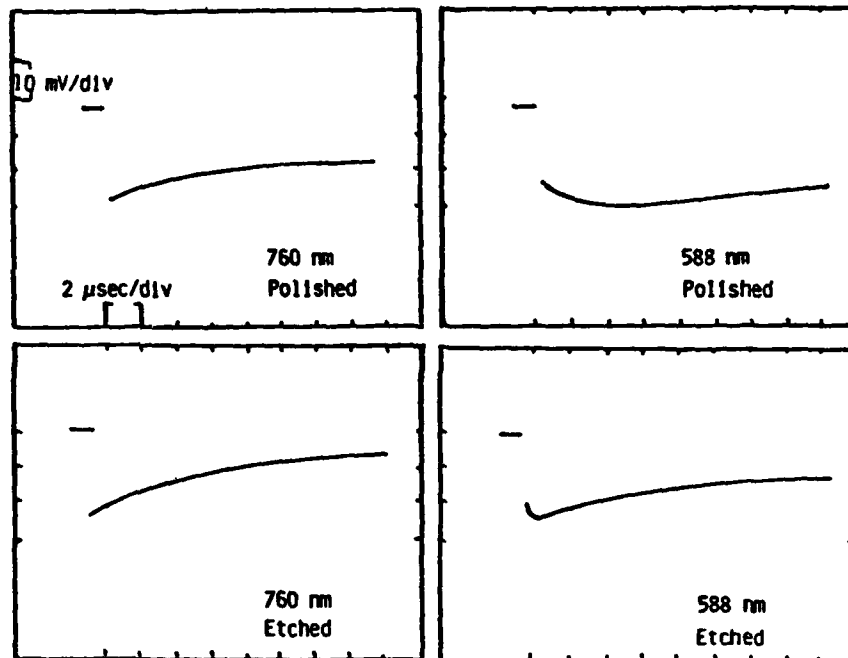 10 mV/div
760 nm
Polished
2 µsec/div
588 nm
Polished
760 nm
Etched
588 nm
Etched